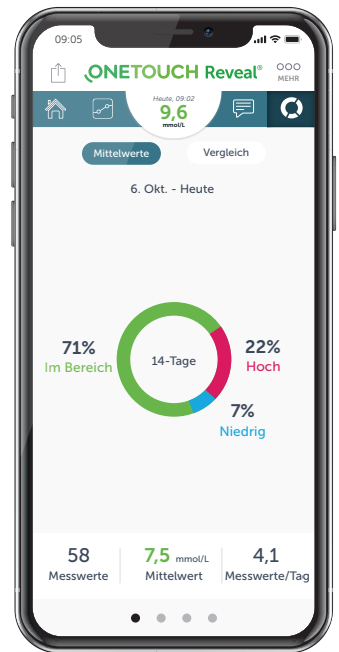 09:05
ONETOUCH Reveal®
MEHR
Heute, 09:02
9,6
mmol/L
Mittelwerte
Vergleich
6. Okt. - Heute
71%
Im Bereich
14-Tage
22%
Hoch
7%
Niedrig
58
Messwerte
7,5 mmol/L
Mittelwert
4,1
Messwerte/Tag